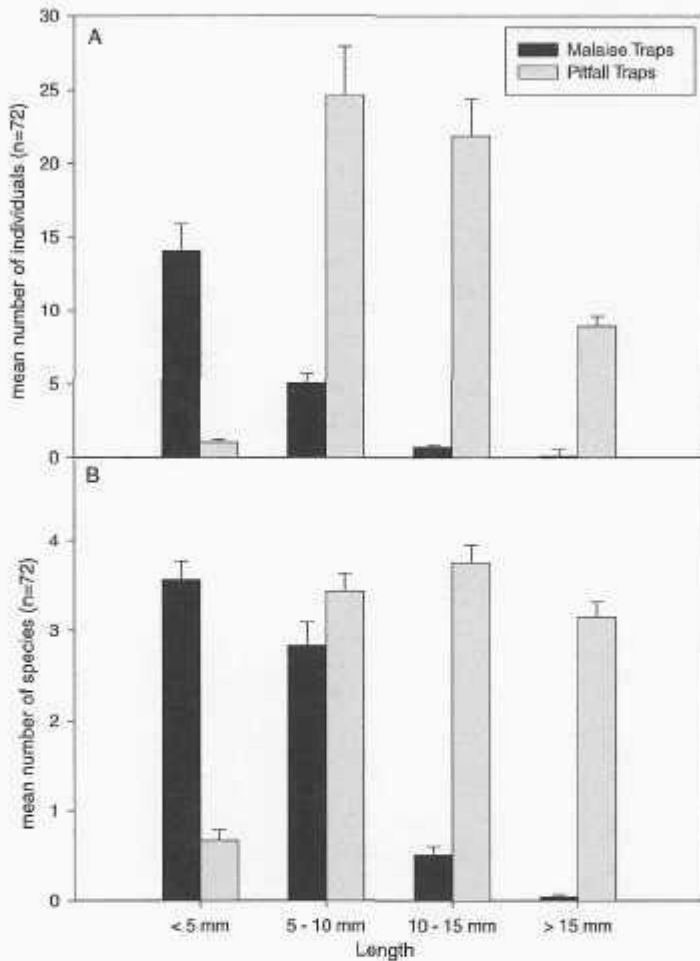 A
Malaise Traps
Pitfall Traps
mean number of individuals (n=72)
30
25
20
15
10
5
0
B
mean number of species (n=72)
4
3
2
1
0
< 5 mm
5 - 10 mm
10 - 15 mm
> 15 mm
Length